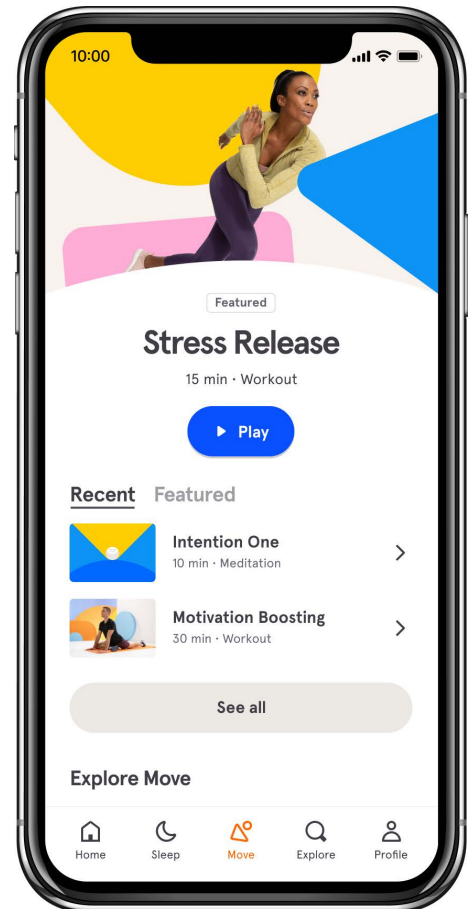 10:00
Featured
Stress Release
15 min · Workout
Play
Recent Featured
Intention One
10 min · Meditation
Motivation Boosting
30 min · Workout
See all
Explore Move
Home Sleep Move Explore Profile